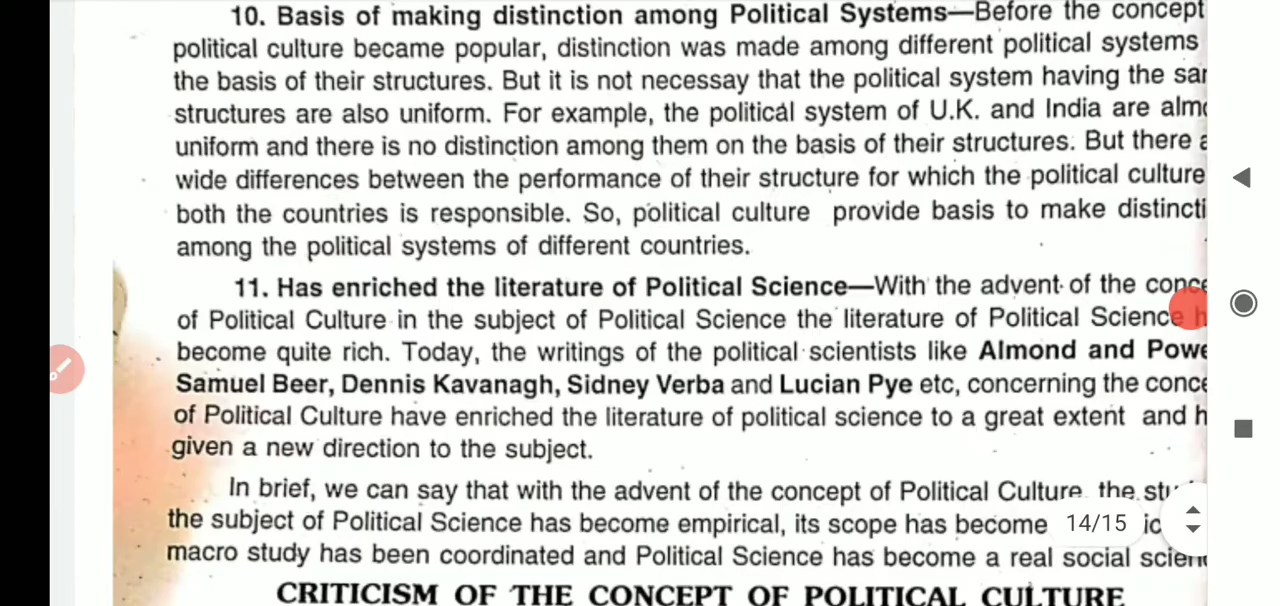 10. Basis of making distinction among Political Systems—Before the concept
political culture became popular, distinction was made among different political systems
the basis of their structures. But it is not necessay that the political system having the
structures are also uniform. For example, the political system of U.K. and India are
uniform and there is no distinction among them on the basis of their structures. But there
wide differences between the performance of their structure for which the political culture
both the countries is responsible. So, political culture provide basis to make
among the political systems of different countries.
11. Has enriched the literature of Political Science—With the advent of the
of Political Culture in the subject of Political Science the literature of Political Science
become quite rich. Today, the writings of the political scientists like Almond and
Samuel Beer, Dennis Kavanagh, Sidney Verba and Lucian Pye etc, concerning the
of Political Culture have enriched the literature of political science to a great extent and
given a new direction to the subject.
In brief, we can say that with the advent of the concept of Political Culture the
the subject of Political Science has become empirical, its scope has become
14/15
macro study has been coordinated and Political Science has become a real social
CRITICISM OF THE CONCEPT OF POLITICAL CULTURE